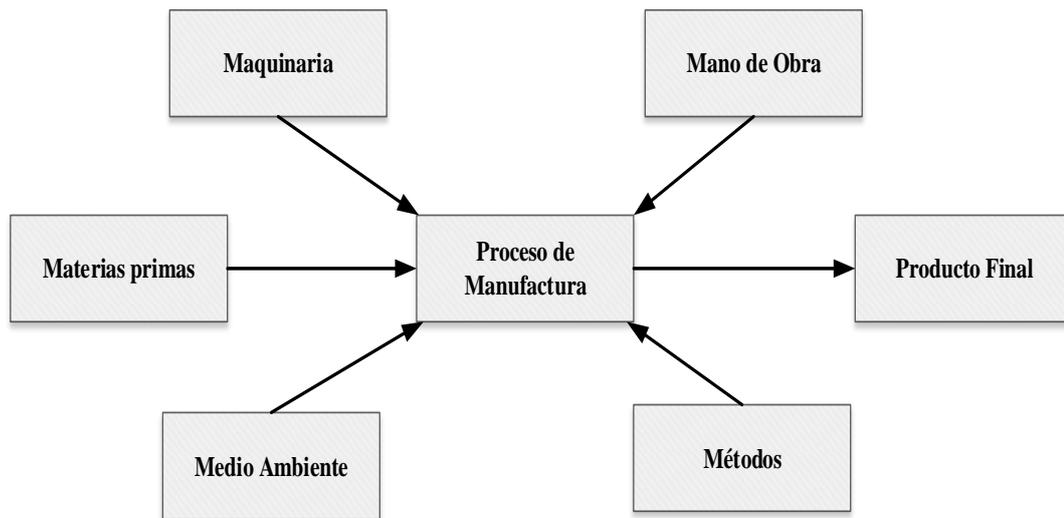 Maquinaria
Mano de Obra
Materias primas
Proceso de
Manufactura
Producto Final
Medio Ambiente
Métodos